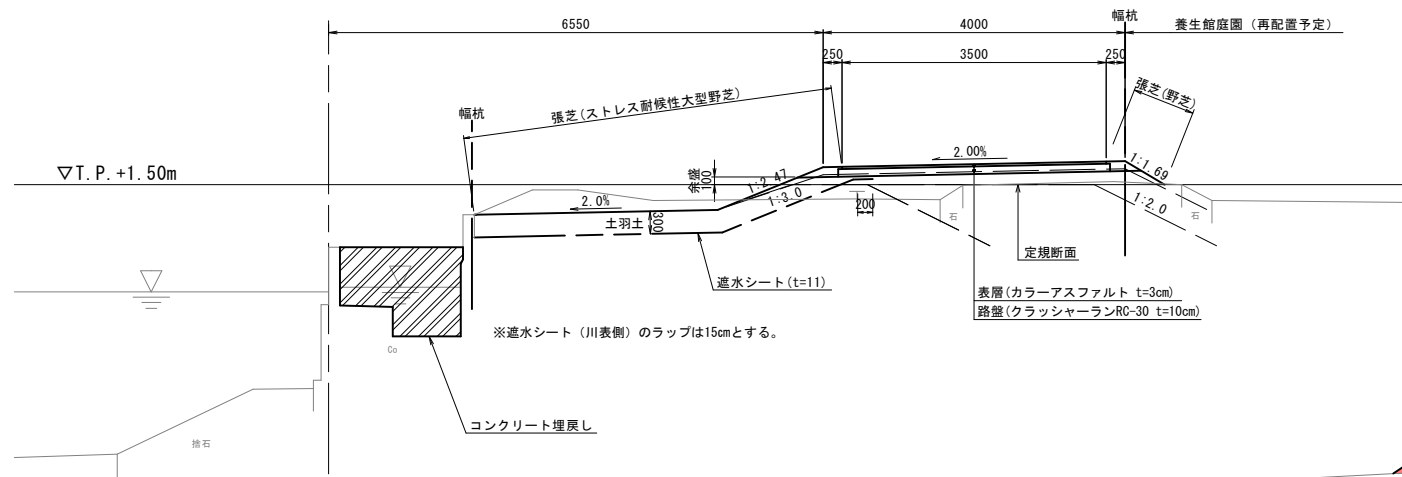 幅杭
6550
4000
養生館庭園（再配置予定）
250
3500
250
幅杭
張芝(ストレス耐候性大型野芝)
張芝(野芝)
▽T.P.+1.50m
2.00%
1:1.69
余盛
100
1:2.47
1:3.0
2.0%
200
石
石
1:2.0
土羽土
300
定規断面
遮水シート(t=11)
表層(カラーアスファルト t=3cm)
路盤(クラッシャーランRC-30 t=10cm)
※遮水シート（川表側）のラップは15cmとする。
Co
コンクリート埋戻し
捨石